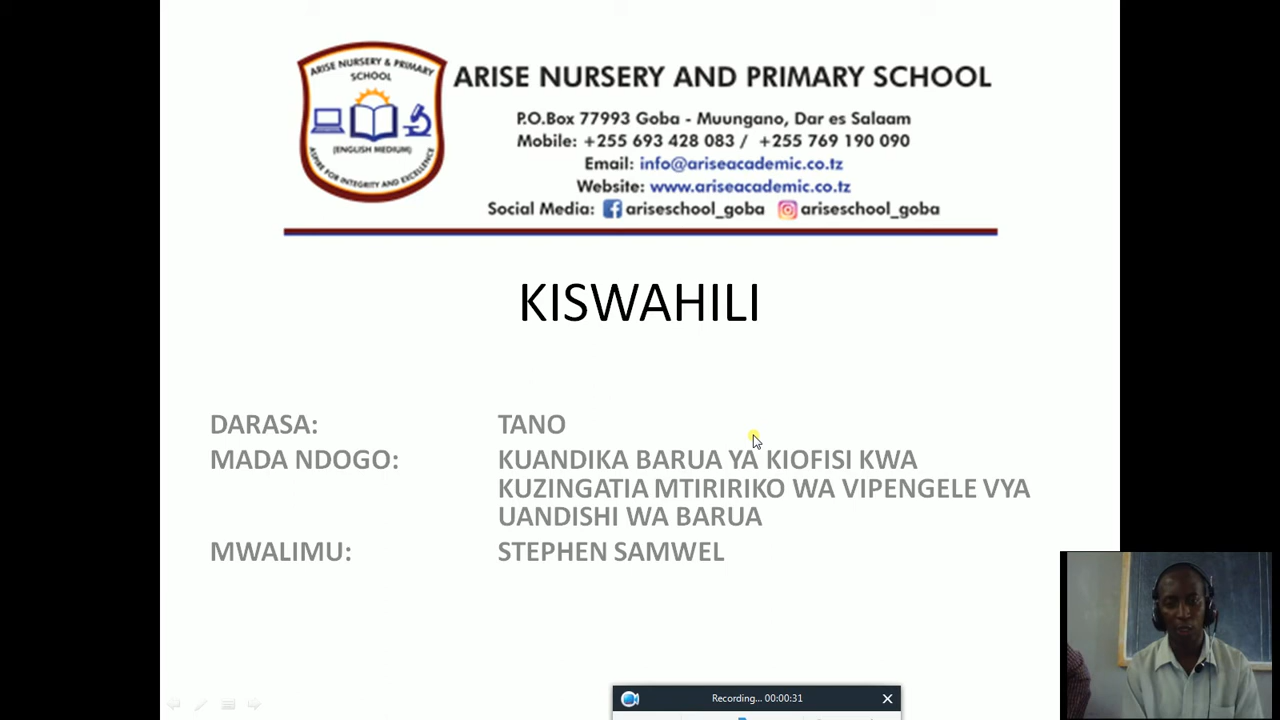 ARISE NURSERY & PRIMARY
SCHOOL
(ENGLISH MEDIUM)
ASPIRE FOR INTEGRITY AND EXCELLENCE
ARISE NURSERY AND PRIMARY SCHOOL
P.O.Box 77993 Goba - Muungano, Dar es Salaam
Mobile: +255 693 428 083 / +255 769 190 090
Email: info@ariseacademic.co.tz
Website: www.ariseacademic.co.tz
Social Media: ariseschool_goba ariseschool_goba
KISWAHILI
DARASA: TANO
MADA NDOGO: KUANDIKA BARUA YA KIOFISI KWA
KUZINGATIA MTIRIRIKO WA VIPENGELE VYA
UANDISHI WA BARUA
MWALIMU: STEPHEN SAMWEL
Recording... 00:00:31